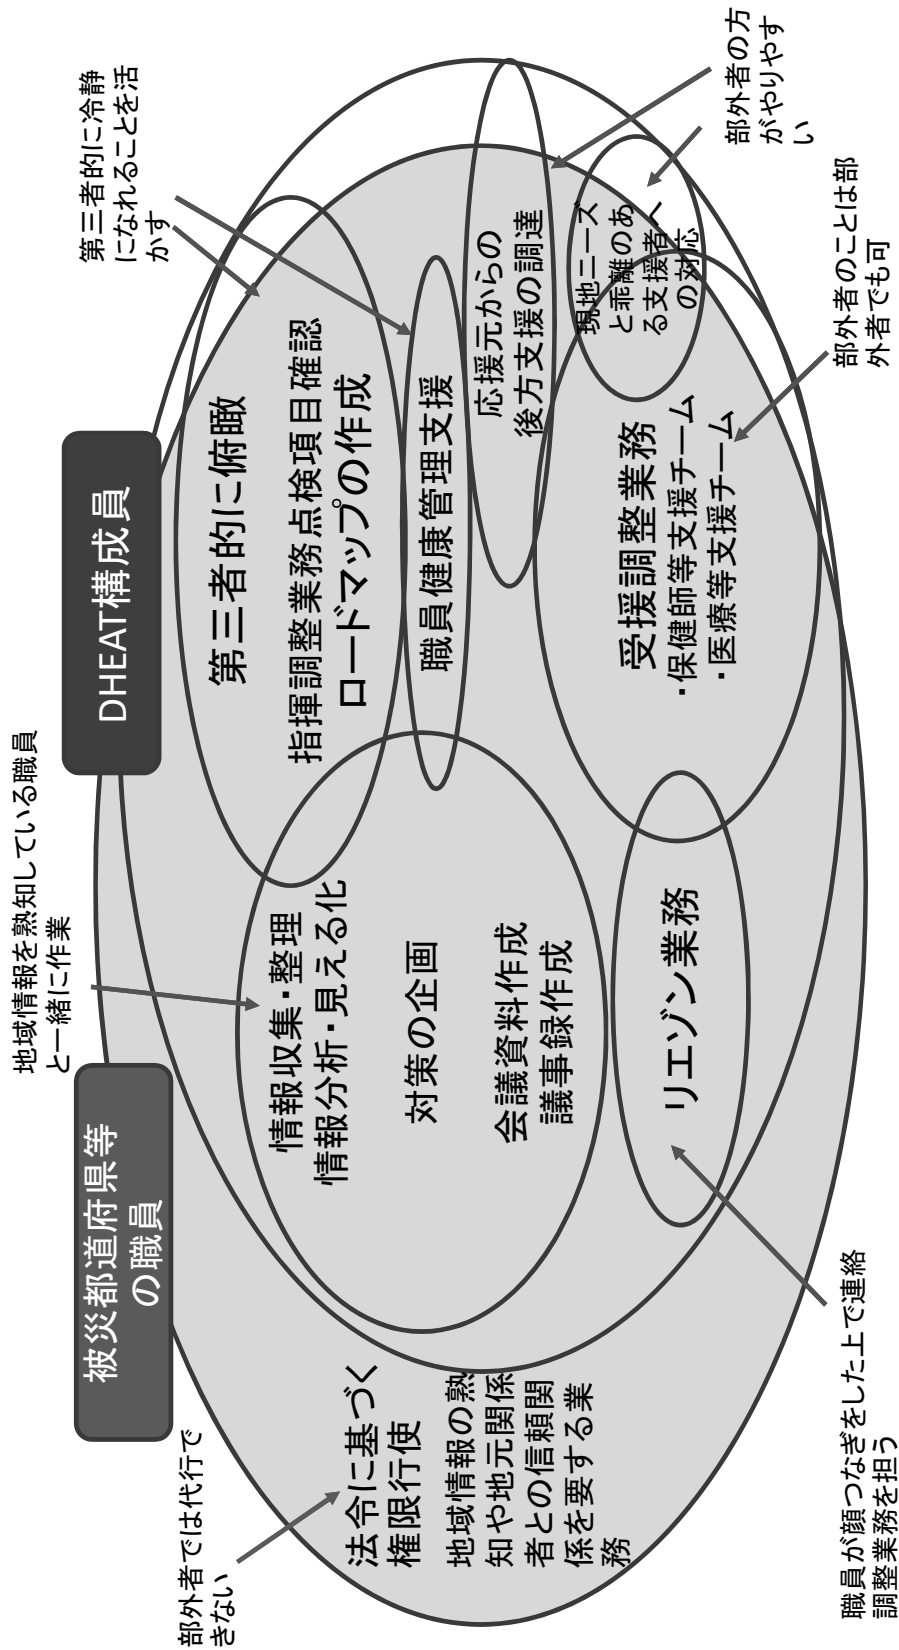 被災都道府県等
の職員
DHEAT構成員
部外者では代行で
きない
法令に基づく
権限行使
地域情報の熟
知や地元関係
者との信頼関
係を要する業
務
地域情報を熟知している職員
と一緒に作業
情報収集・整理
情報分析・見える化
対策の企画
会議資料作成
議事録作成
リエゾン業務
職員が顔つなぎをした上で連絡
調整業務を担う
第三者的に冷静
になれることを活
かす
第三者的に俯瞰
指揮調整業務点検項目確認
ロードマップの作成
職員健康管理支援
応援元からの
後方支援の調達
現地ニーズ
と乖離のあ
る支援者へ
の対応
部外者の方
がやりやす
い
受援調整業務
・保健師等支援チーム
・医療等支援チーム
部外者のことは部
外者でも可